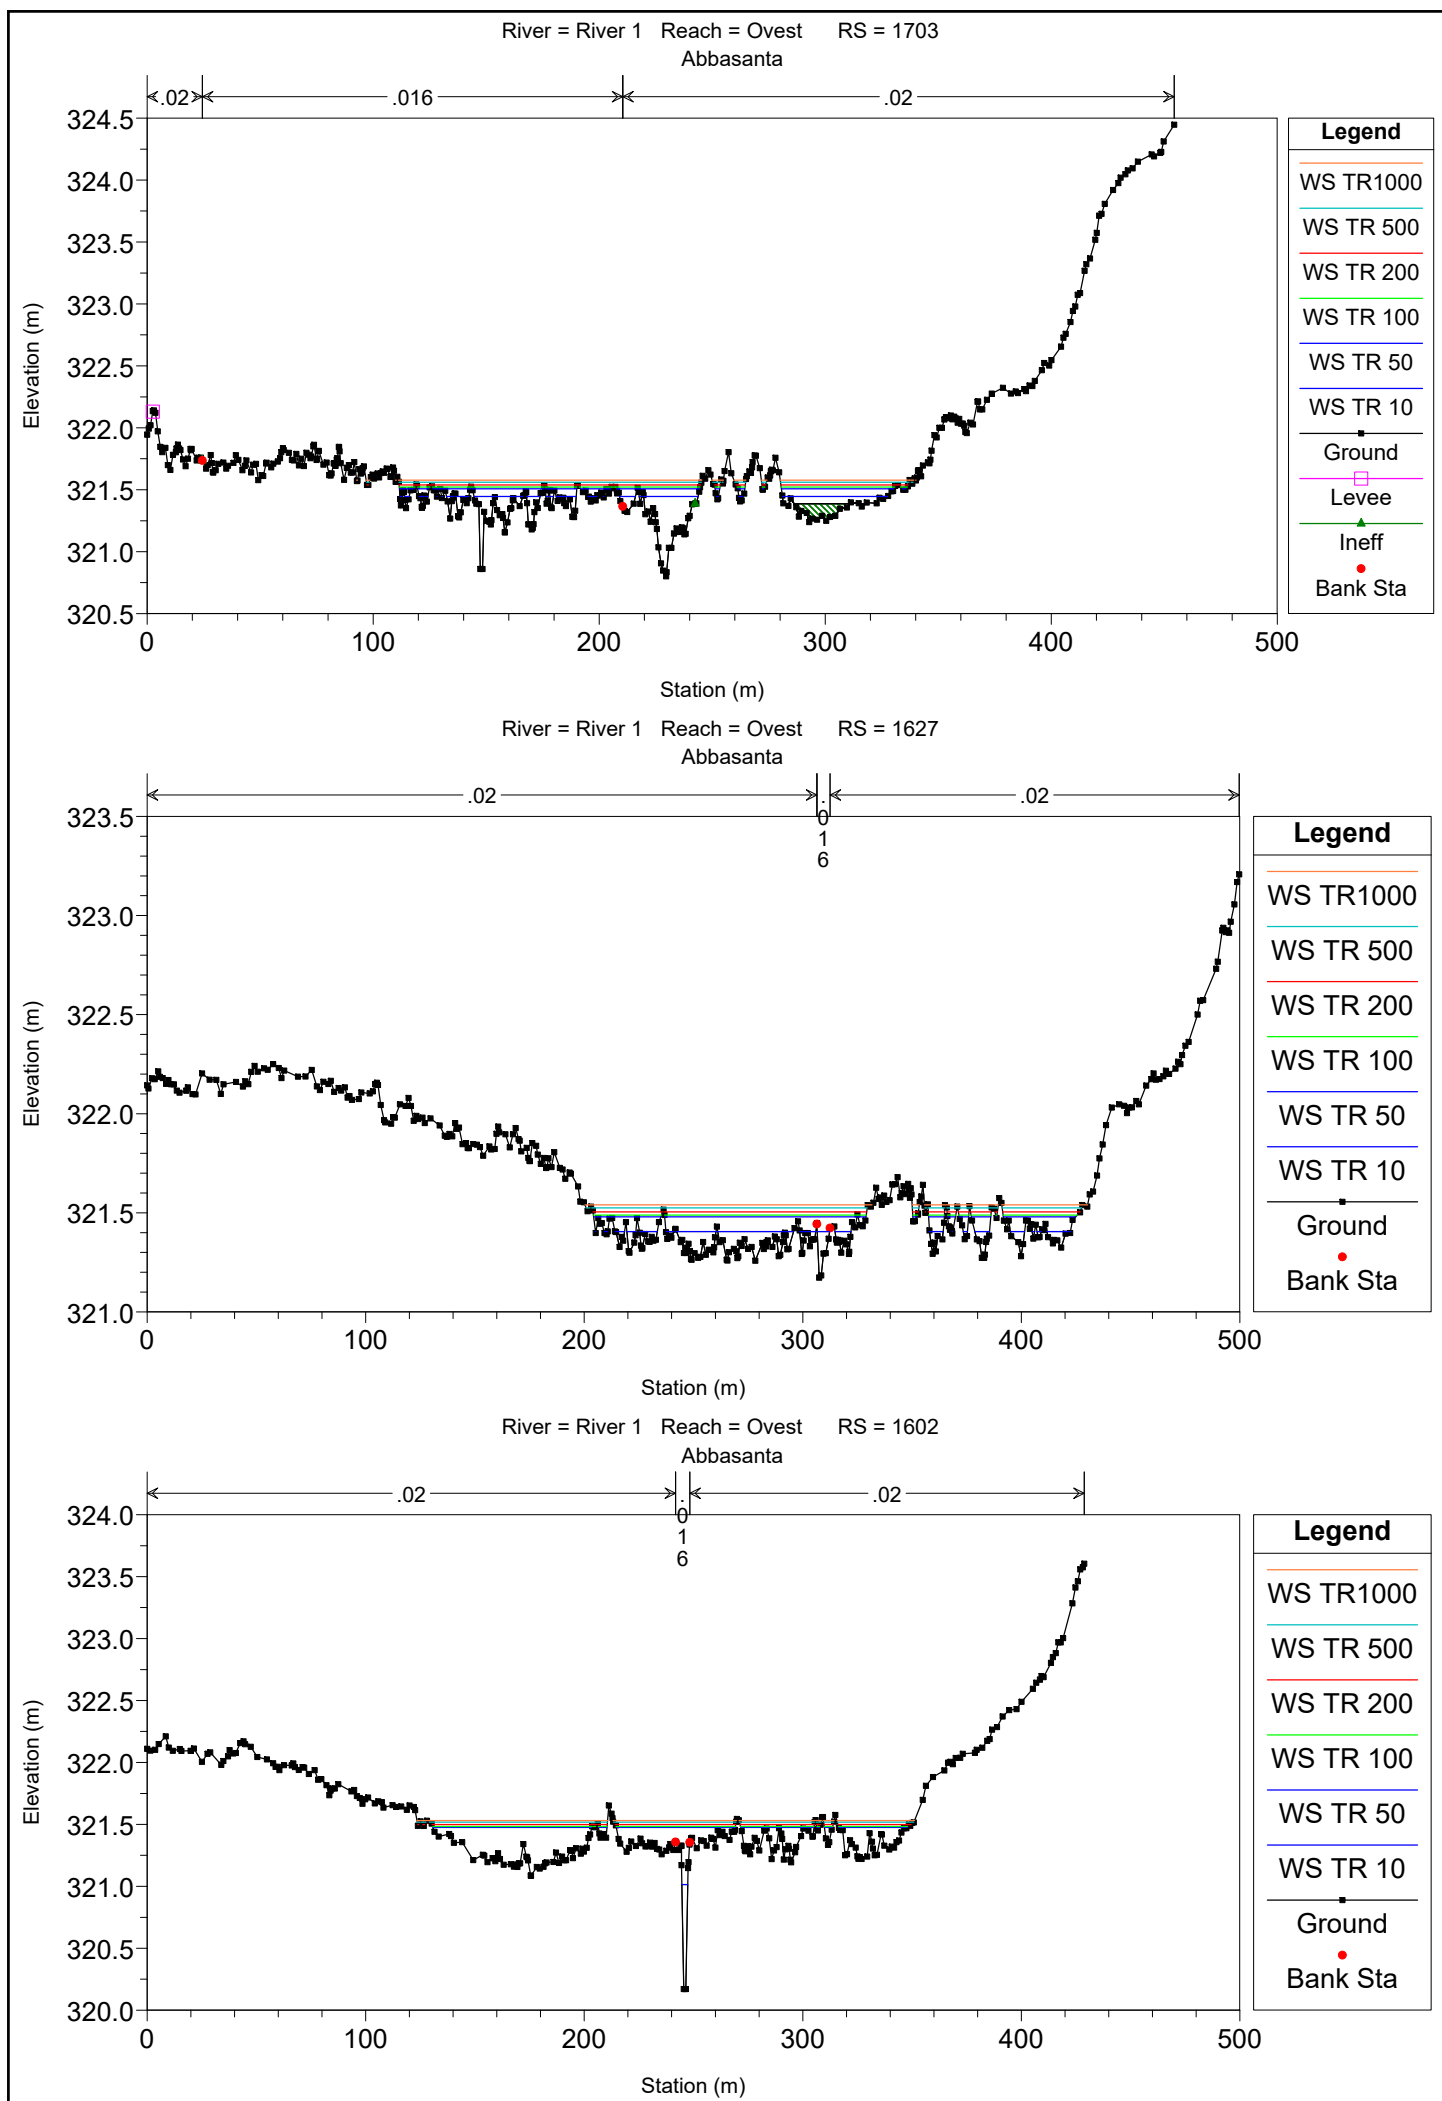 River = River 1 Reach = Ovest RS = 1703
Abbasanta
.02 .016 .02
324.5
324.0
323.5
323.0
322.5
322.0
321.5
321.0
320.5
Elevation (m)
0 100 200 300 400 500
Station (m)
Legend
WS TR1000
WS TR 500
WS TR 200
WS TR 100
WS TR 50
WS TR 10
Ground
Levee
Ineff
Bank Sta
River = River 1 Reach = Ovest RS = 1627
Abbasanta
.02 .016 .02
323.5
323.0
322.5
322.0
321.5
321.0
Elevation (m)
0 100 200 300 400 500
Station (m)
Legend
WS TR1000
WS TR 500
WS TR 200
WS TR 100
WS TR 50
WS TR 10
Ground
Bank Sta
River = River 1 Reach = Ovest RS = 1602
Abbasanta
.02 .016 .02
324.0
323.5
323.0
322.5
322.0
321.5
321.0
320.5
320.0
Elevation (m)
0 100 200 300 400 500
Station (m)
Legend
WS TR1000
WS TR 500
WS TR 200
WS TR 100
WS TR 50
WS TR 10
Ground
Bank Sta